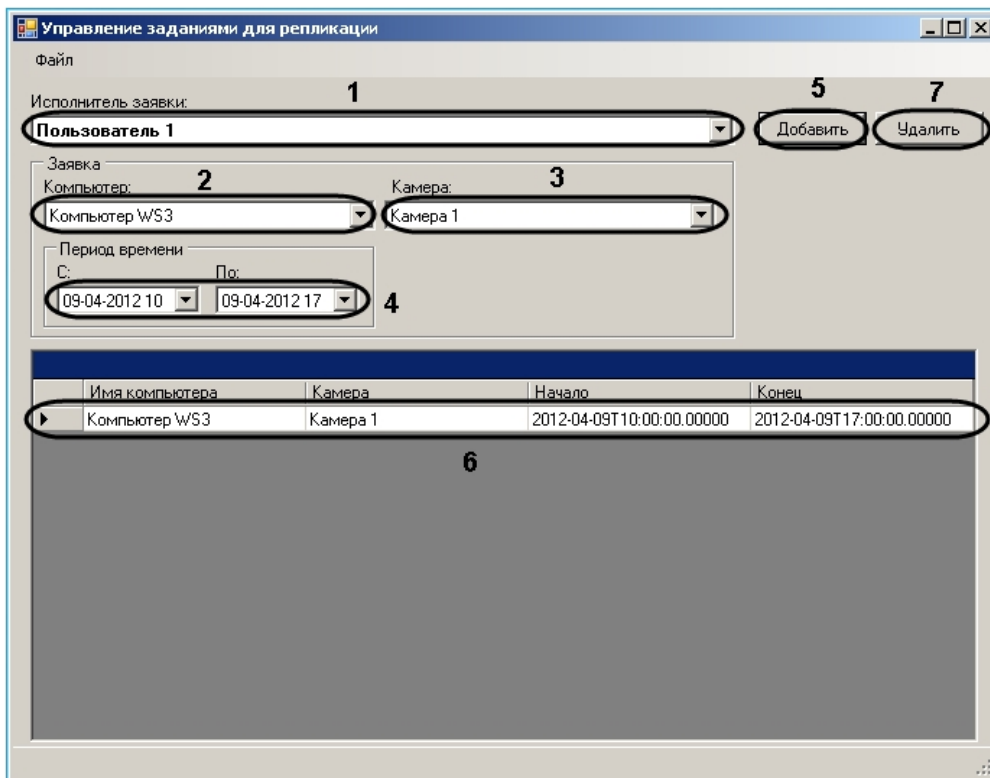 Управление заданиями для репликации
Файл
Исполнитель заявки:
1
5
7
Пользователь 1
Добавить
Удалить
Заявка
Компьютер:
2
Камера:
3
Компьютер WS3
Камера 1
Период времени
С:
По:
09-04-2012 10
09-04-2012 17
4
Имя компьютера Камера Начало Конец
Компьютер WS3 Камера 1 2012-04-09T10:00:00.00000 2012-04-09T17:00:00.00000
6